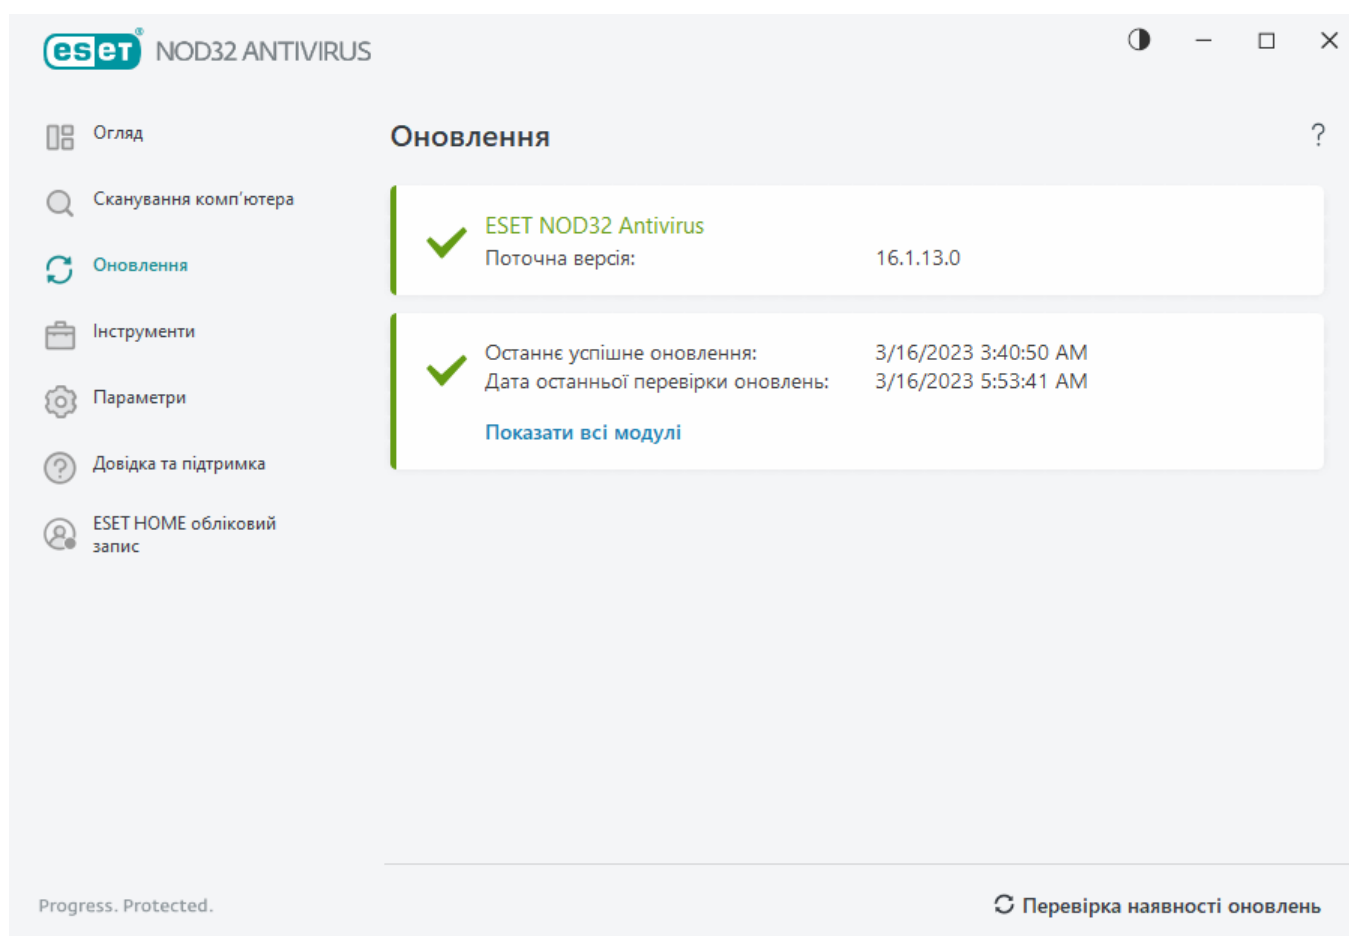 eset® NOD32 ANTIVIRUS
Огляд
Сканування комп'ютера
Оновлення
Інструменти
Параметри
Довідка та підтримка
ESET HOME обліковий
запис
Оновлення
?
ESET NOD32 Antivirus
Поточна версія: 16.1.13.0
Останнє успішне оновлення: 3/16/2023 3:40:50 AM
Дата останньої перевірки оновлень: 3/16/2023 5:53:41 AM
Показати всі модулі
Progress. Protected.
Перевірка наявності оновлень